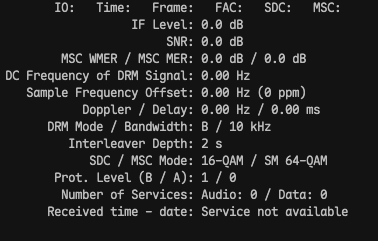 IO: Time: Frame: FAC: SDC: MSC:
IF Level: 0.0 dB
SNR: 0.0 dB
MSC WMER / MSC MER: 0.0 dB / 0.0 dB
DC Frequency of DRM Signal: 0.00 Hz
Sample Frequency Offset: 0.00 Hz (0 ppm)
Doppler / Delay: 0.00 Hz / 0.00 ms
DRM Mode / Bandwidth: B / 10 kHz
Interleaver Depth: 2 s
SDC / MSC Mode: 16-QAM / SM 64-QAM
Prot. Level (B / A): 1 / 0
Number of Services: Audio: 0 / Data: 0
Received time - date: Service not available